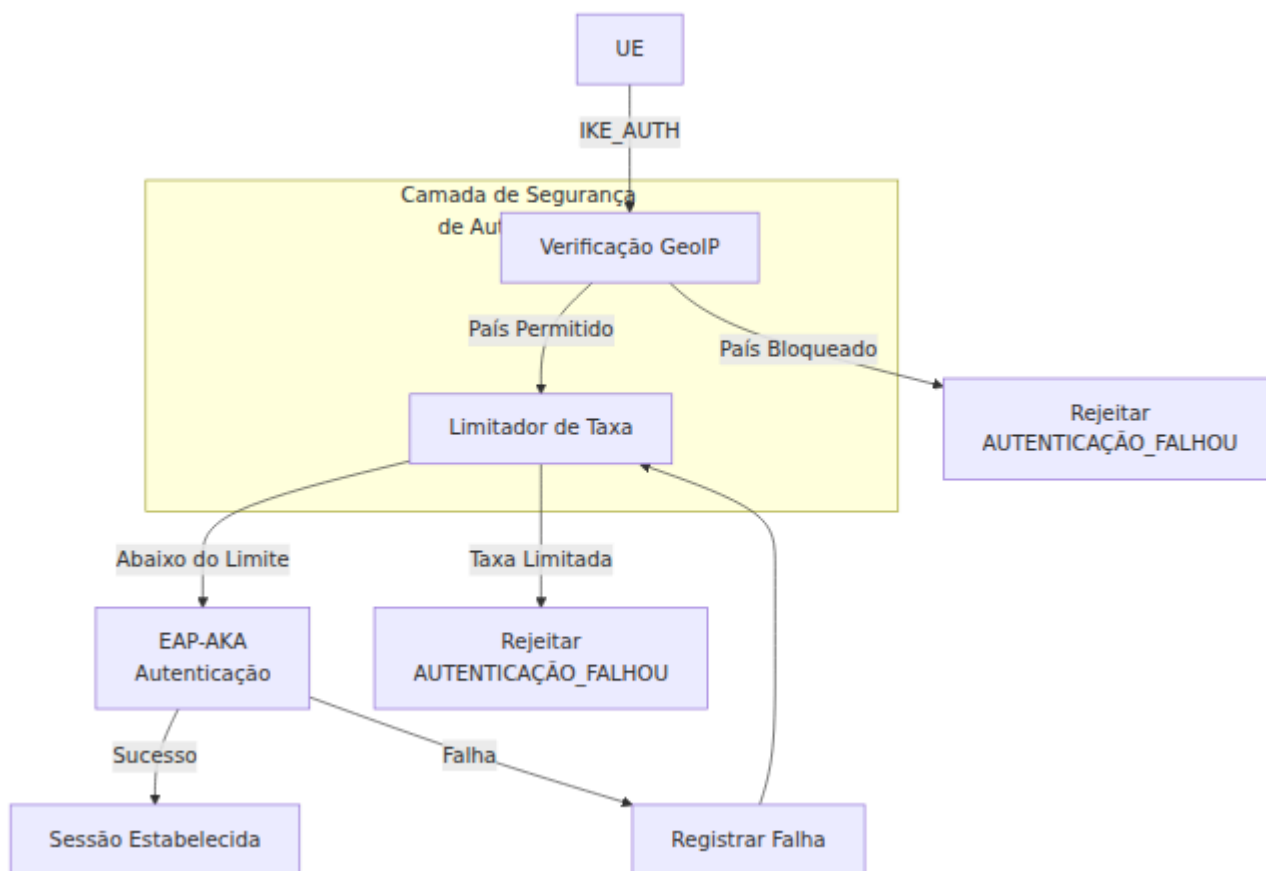 UE
IKE_AUTH
Camada de Segurança
de
Verificação GeoIP
País Permitido
País Bloqueado
Limitador de Taxa
Rejeitar
AUTENTICAÇÃO_FALHOU
Abaixo do Limite
Taxa Limitada
EAP-AKA
Autenticação
Rejeitar
AUTENTICAÇÃO_FALHOU
Sucesso
Falha
Sessão Estabelecida
Registrar Falha